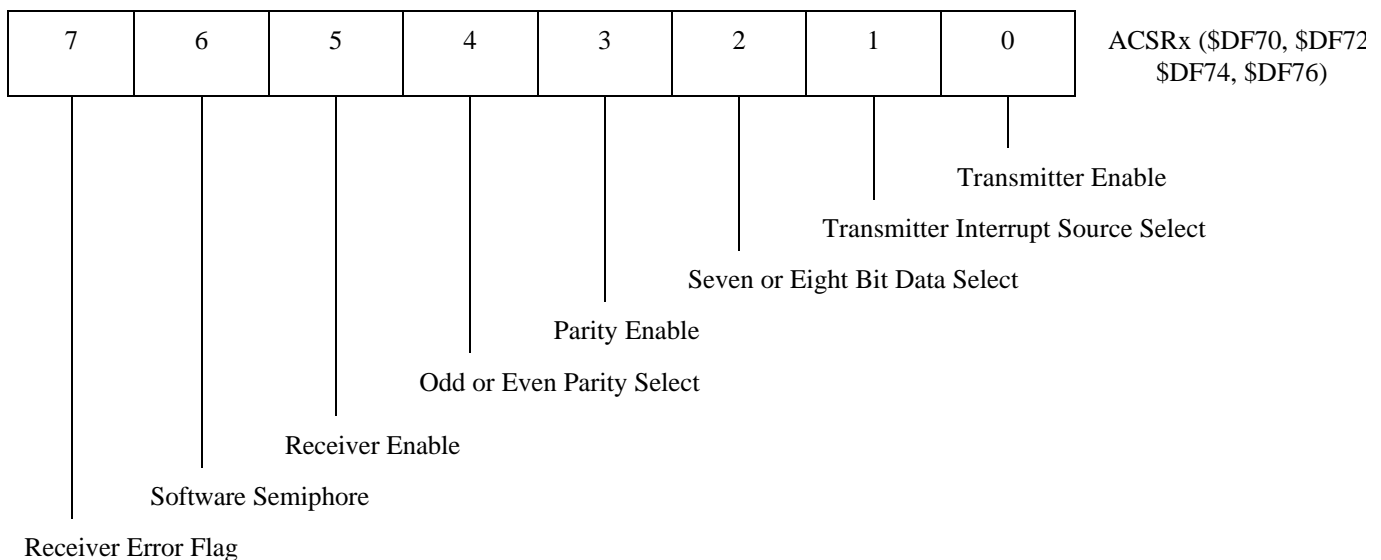 7 6 5 4 3 2 1 0 ACSRx ($DF70, $DF72
$DF74, $DF76)
Transmitter Enable
Transmitter Interrupt Source Select
Seven or Eight Bit Data Select
Parity Enable
Odd or Even Parity Select
Receiver Enable
Software Semiphore
Receiver Error Flag